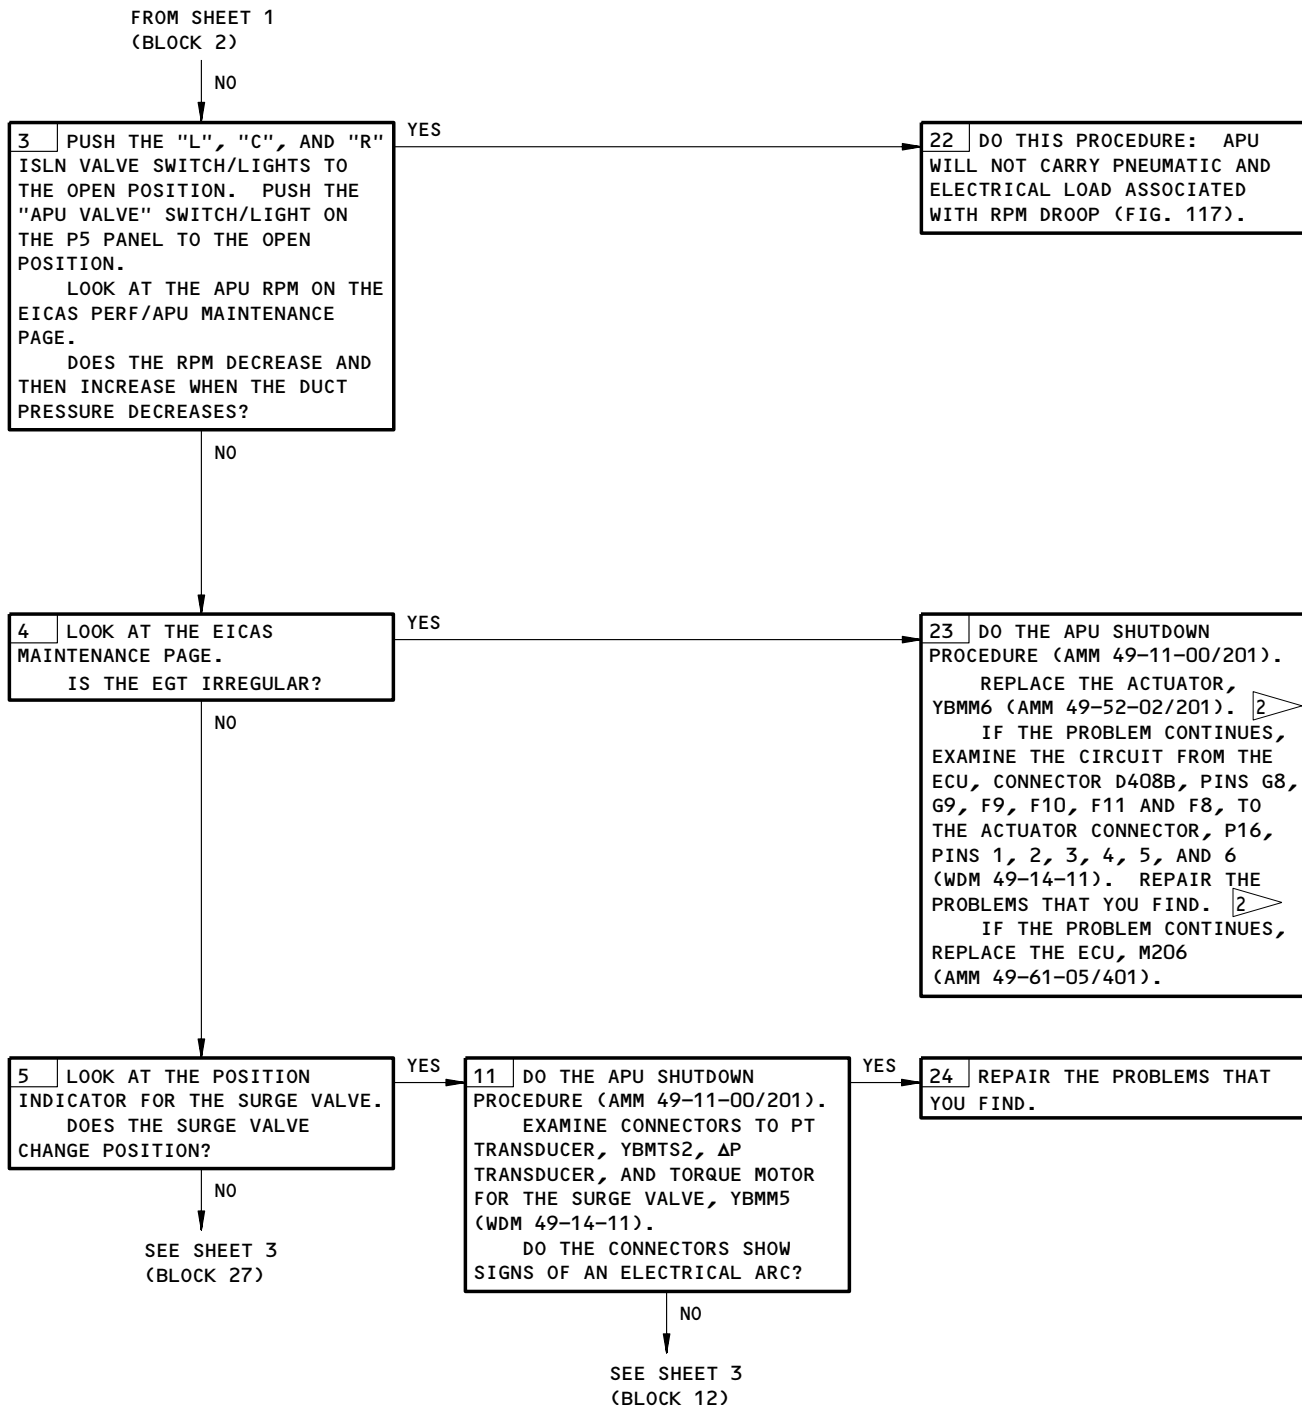 FROM SHEET 1
(BLOCK 2)
NO
3 PUSH THE "L", "C", AND "R"
ISLN VALVE SWITCH/LIGHTS TO
THE OPEN POSITION. PUSH THE
"APU VALVE" SWITCH/LIGHT ON
THE P5 PANEL TO THE OPEN
POSITION.
LOOK AT THE APU RPM ON THE
EICAS PERF/APU MAINTENANCE
PAGE.
DOES THE RPM DECREASE AND
THEN INCREASE WHEN THE DUCT
PRESSURE DECREASES?
YES
22 DO THIS PROCEDURE: APU
WILL NOT CARRY PNEUMATIC AND
ELECTRICAL LOAD ASSOCIATED
WITH RPM DROOP (FIG. 117).
NO
4 LOOK AT THE EICAS
MAINTENANCE PAGE.
IS THE EGT IRREGULAR?
YES
23 DO THE APU SHUTDOWN
PROCEDURE (AMM 49-11-00/201).
REPLACE THE ACTUATOR,
YBMM6 (AMM 49-52-02/201). 2
IF THE PROBLEM CONTINUES,
EXAMINE THE CIRCUIT FROM THE
ECU, CONNECTOR D408B, PINS G8,
G9, F9, F10, F11 AND F8, TO
THE ACTUATOR CONNECTOR, P16,
PINS 1, 2, 3, 4, 5, AND 6
(WDM 49-14-11). REPAIR THE
PROBLEMS THAT YOU FIND. 2
IF THE PROBLEM CONTINUES,
REPLACE THE ECU, M206
(AMM 49-61-05/401).
NO
5 LOOK AT THE POSITION
INDICATOR FOR THE SURGE VALVE.
DOES THE SURGE VALVE
CHANGE POSITION?
YES
11 DO THE APU SHUTDOWN
PROCEDURE (AMM 49-11-00/201).
EXAMINE CONNECTORS TO PT
TRANSDUCER, YBMTS2, ΔP
TRANSDUCER, AND TORQUE MOTOR
FOR THE SURGE VALVE, YBMM5
(WDM 49-14-11).
DO THE CONNECTORS SHOW
SIGNS OF AN ELECTRICAL ARC?
YES
24 REPAIR THE PROBLEMS THAT
YOU FIND.
NO
SEE SHEET 3
(BLOCK 27)
NO
SEE SHEET 3
(BLOCK 12)